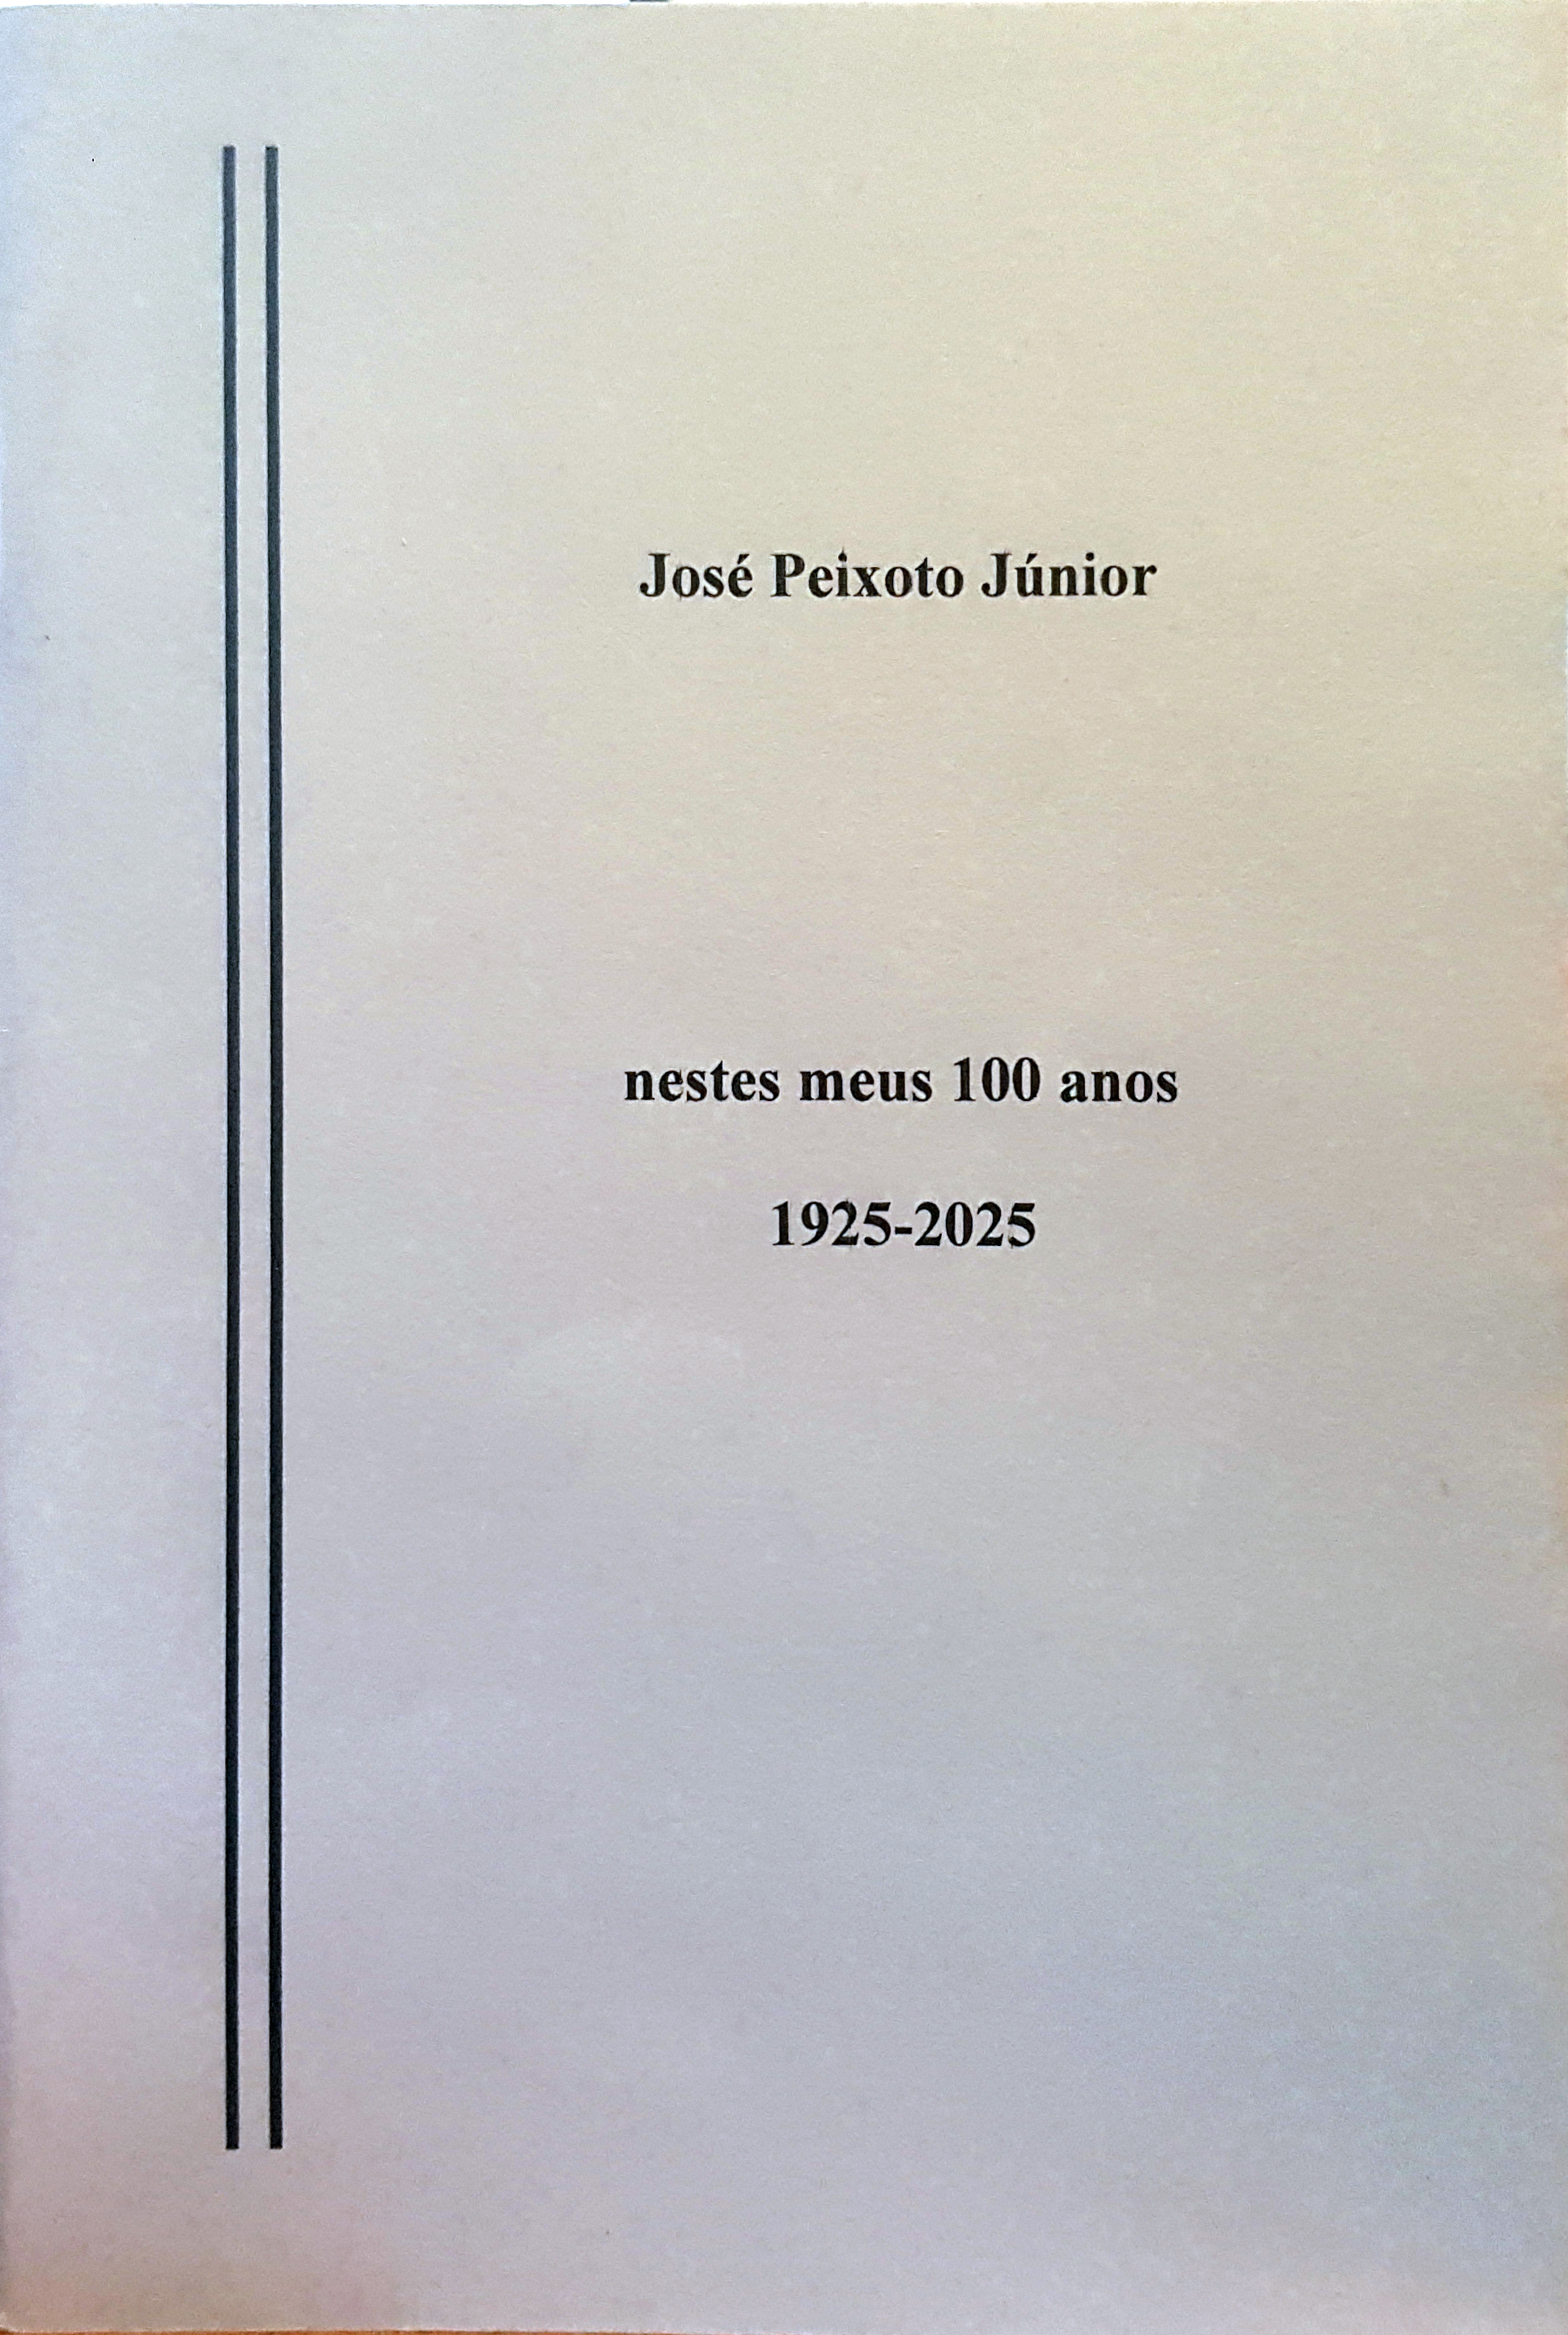 José Peixoto Júnior
nestes meus 100 anos
1925-2025